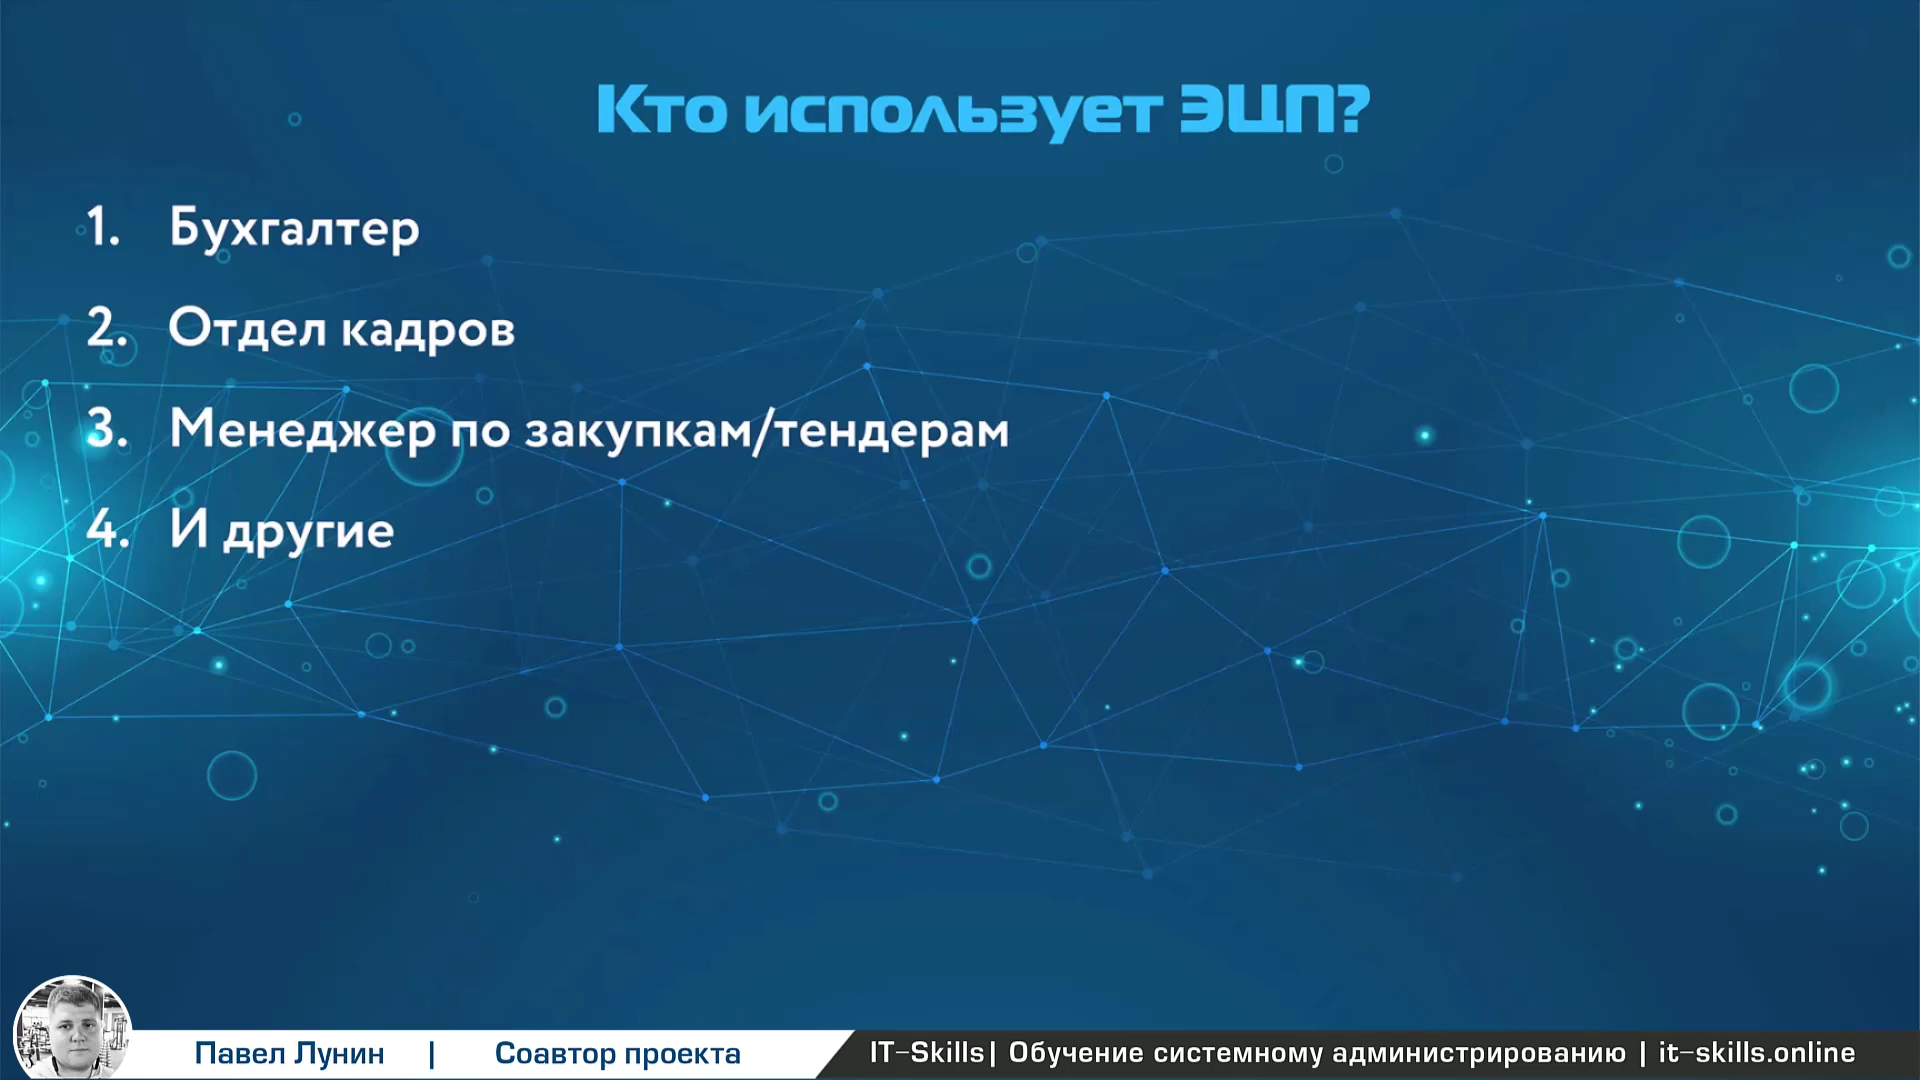 Кто использует ЭЦП?
1. Бухгалтер
2. Отдел кадров
3. Менеджер по закупкам/тендерам
4. И другие
Павел Лунин | Соавтор проекта
IT-Skills| Обучение системному администрированию | it-skills.online